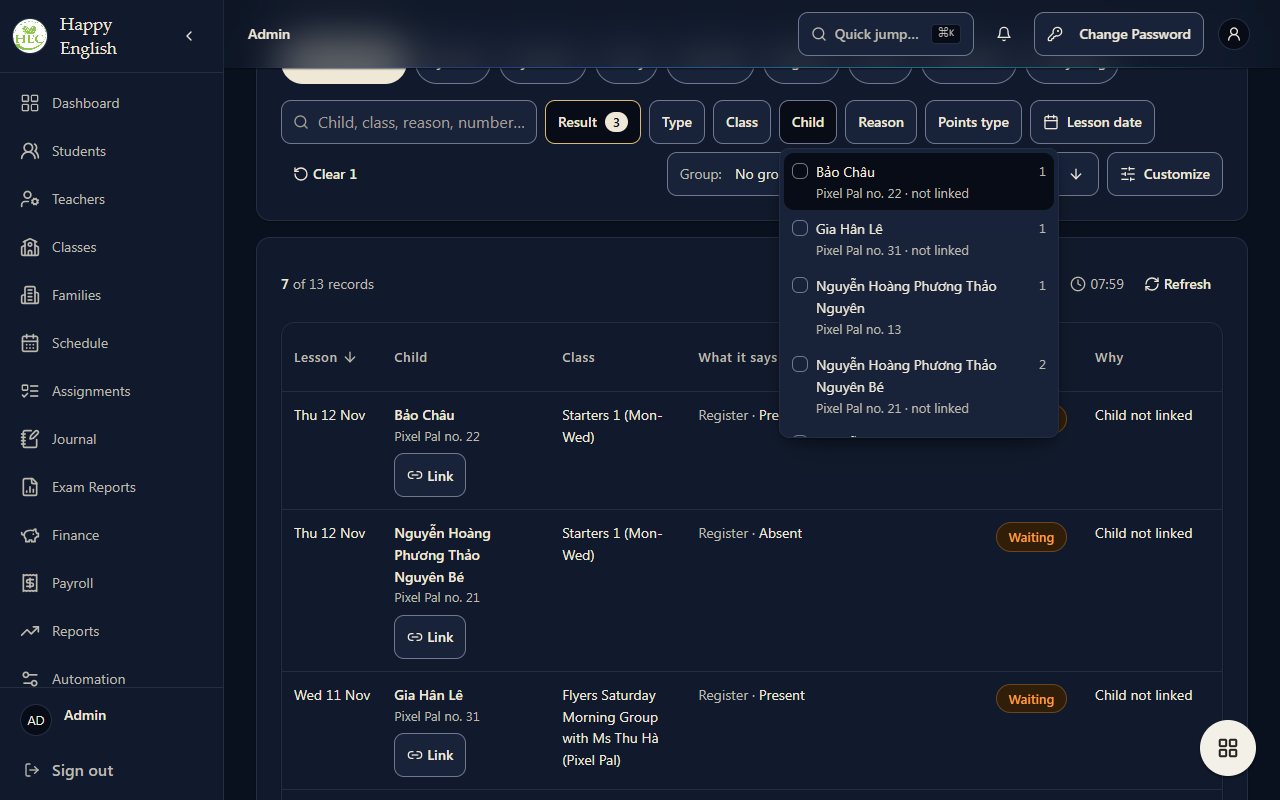 HEC
Happy
English
Dashboard
Students
Teachers
Classes
Families
Schedule
Assignments
Journal
Exam Reports
Finance
Payroll
Reports
Automation
AD
Admin
Sign out
Admin
Quick jump...
⌘K
Change Password
Child, class, reason, number...
Result 3
Type
Class
Child
Reason
Points type
Lesson date
Clear 1
Group: No gro
Customize
Bảo Châu 1
Pixel Pal no. 22 · not linked
Gia Hân Lê 1
Pixel Pal no. 31 · not linked
Nguyễn Hoàng Phương Thảo 1
Nguyên
Pixel Pal no. 13
Nguyễn Hoàng Phương Thảo 2
Nguyên Bé
Pixel Pal no. 21 · not linked
7 of 13 records
07:59
Refresh
Lesson
Child
Class
What it says
Why
Thu 12 Nov
Bảo Châu
Pixel Pal no. 22
Link
Starters 1 (Mon-
Wed)
Register · Pre
Child not linked
Thu 12 Nov
Nguyễn Hoàng
Phương Thảo
Nguyên Bé
Pixel Pal no. 21
Link
Starters 1 (Mon-
Wed)
Register · Absent
Waiting
Child not linked
Wed 11 Nov
Gia Hân Lê
Pixel Pal no. 31
Link
Flyers Saturday
Morning Group
with Ms Thu Hà
(Pixel Pal)
Register · Present
Waiting
Child not linked